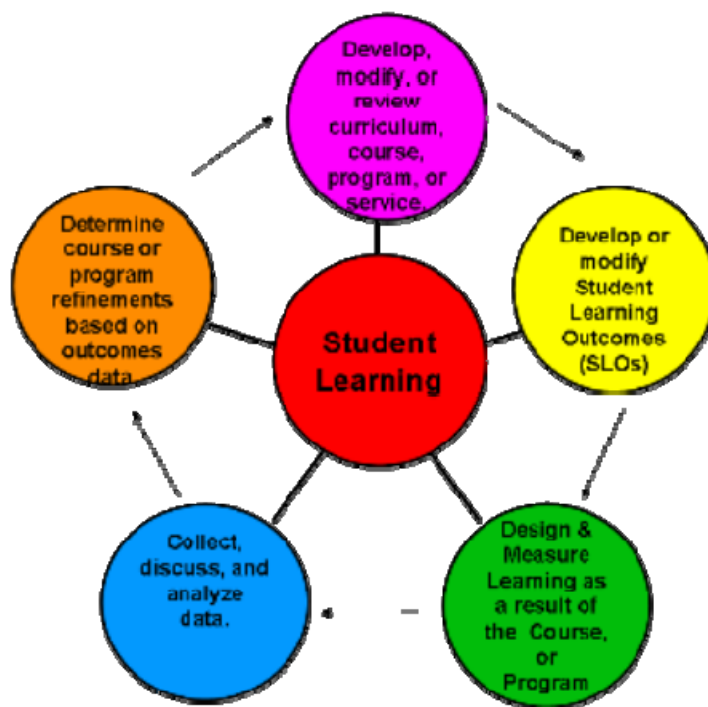 Develop,
modify, or
review
curriculum,
course,
program, or
service.
Develop or
modify
Student
Learning
Outcomes
(SLOs)
Design &
Measure
Learning as
a result of
the Course,
or
Program
Collect,
discuss, and
analyze
data.
Determine
course or
program
refinements
based on
outcomes
data.
Student
Learning